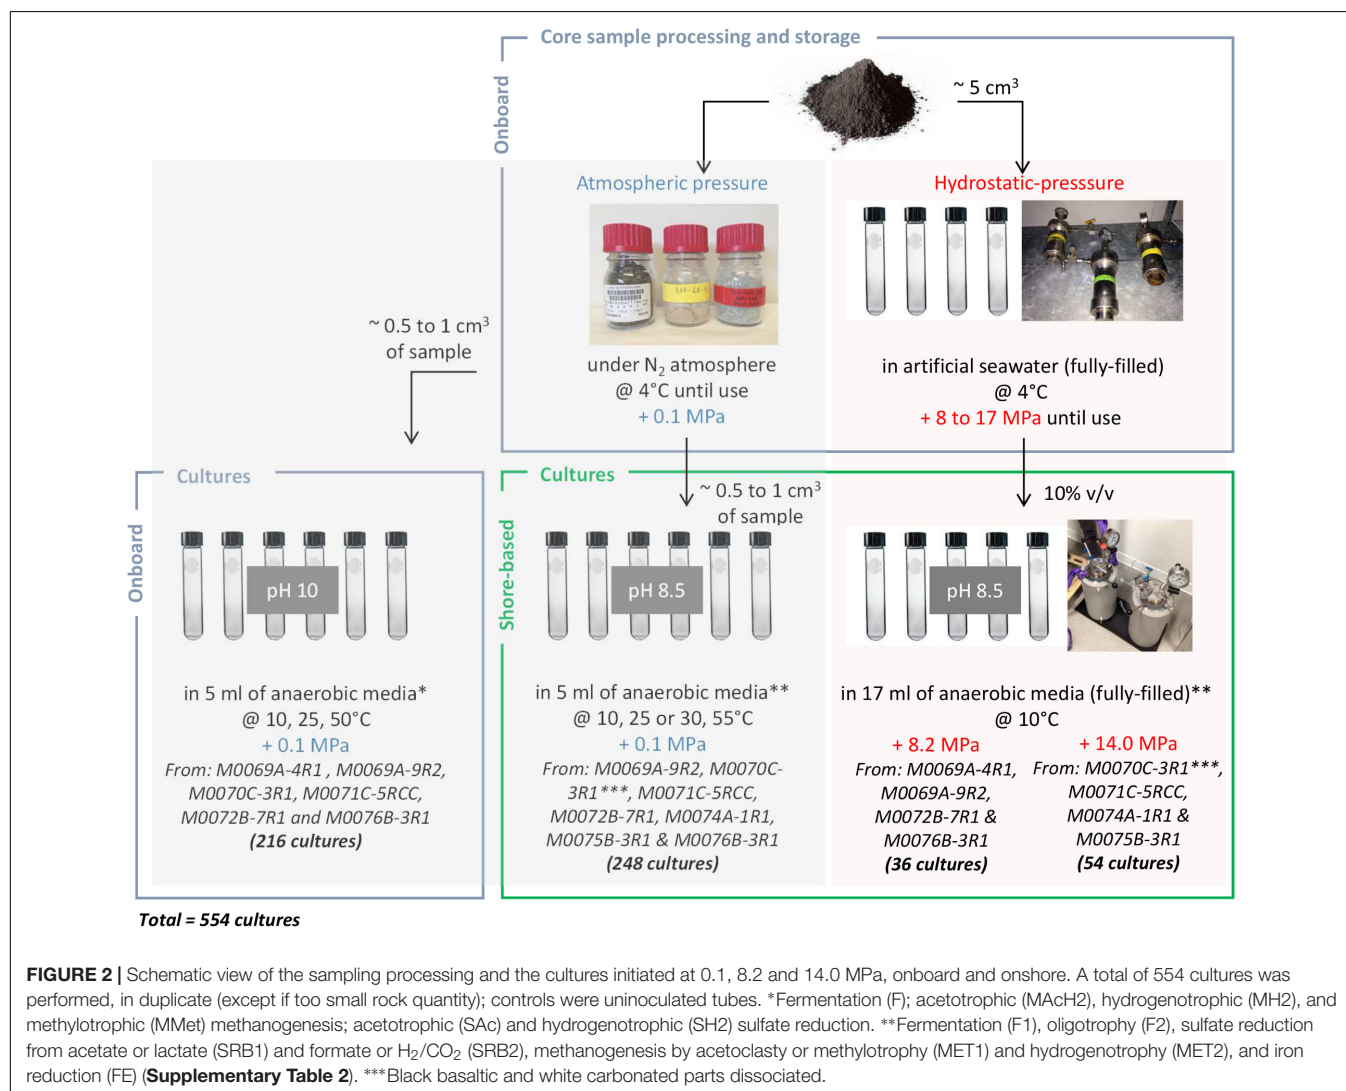 Core sample processing and storage
Onboard
~ 5 cm³
Atmospheric pressure
Hydrostatic-presssure
~ 0.5 to 1 cm³
of sample
under N₂ atmosphere
@ 4°C until use
+ 0.1 MPa
in artificial seawater (fully-filled)
@ 4°C
+ 8 to 17 MPa until use
Cultures
Onboard
pH 10
in 5 ml of anaerobic media*
@ 10, 25, 50°C
+ 0.1 MPa
From: M0069A-4R1 , M0069A-9R2,
M0070C-3R1, M0071C-5RCC,
M0072B-7R1 and M0076B-3R1
(216 cultures)
Cultures
Shore-based
~ 0.5 to 1 cm³
of sample
10% v/v
pH 8.5
in 5 ml of anaerobic media**
@ 10, 25 or 30, 55°C
+ 0.1 MPa
From: M0069A-9R2, M0070C-
3R1***, M0071C-5RCC,
M0072B-7R1, M0074A-1R1,
M0075B-3R1 & M0076B-3R1
(248 cultures)
pH 8.5
in 17 ml of anaerobic media (fully-filled)**
@ 10°C
+ 8.2 MPa
From: M0069A-4R1,
M0069A-9R2,
M0072B-7R1 &
M0076B-3R1
(36 cultures)
+ 14.0 MPa
From: M0070C-3R1***,
M0071C-5RCC,
M0074A-1R1 &
M0075B-3R1
(54 cultures)
Total = 554 cultures
FIGURE 2 | Schematic view of the sampling processing and the cultures initiated at 0.1, 8.2 and 14.0 MPa, onboard and onshore. A total of 554 cultures was
performed, in duplicate (except if too small rock quantity); controls were uninoculated tubes. *Fermentation (F); acetotrophic (MAcH2), hydrogenotrophic (MH2), and
methylotrophic (MMet) methanogenesis; acetotrophic (SAc) and hydrogenotrophic (SH2) sulfate reduction. **Fermentation (F1), oligotrophy (F2), sulfate reduction
from acetate or lactate (SRB1) and formate or H₂/CO₂ (SRB2), methanogenesis by acetoclasty or methylotrophy (MET1) and hydrogenotrophy (MET2), and iron
reduction (FE) (Supplementary Table 2). ***Black basaltic and white carbonated parts dissociated.